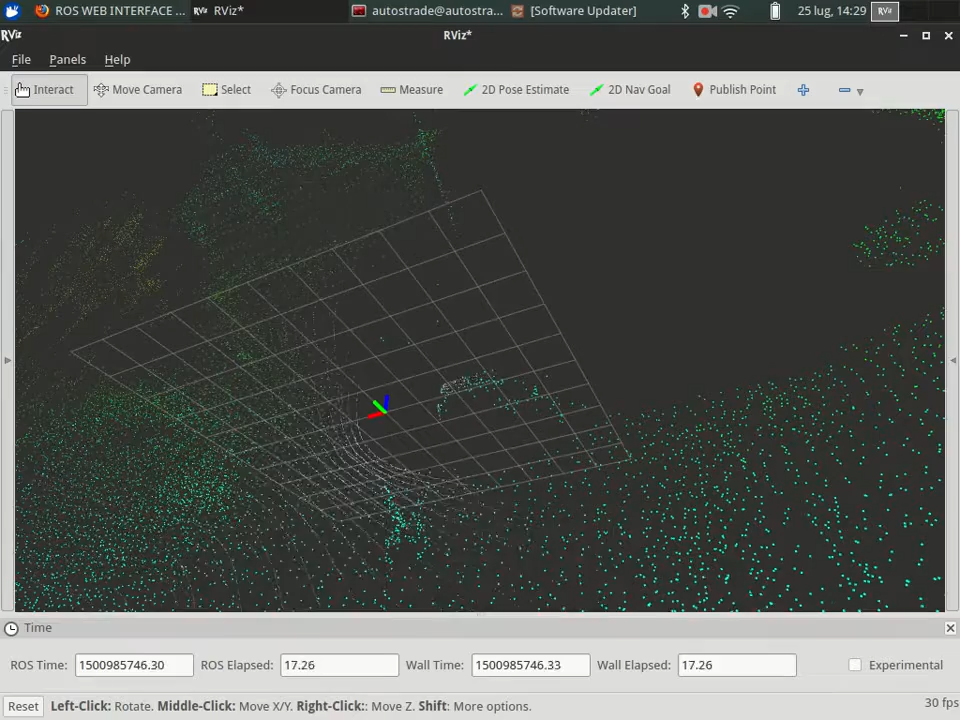 ROS WEB INTERFACE ... RViz* autostrade@autostra... [Software Updater] 25 lug, 14:29 RViz
RViz RViz*
File Panels Help
Interact Move Camera Select Focus Camera Measure 2D Pose Estimate 2D Nav Goal Publish Point
Time
ROS Time: 1500985746.30 ROS Elapsed: 17.26 Wall Time: 1500985746.33 Wall Elapsed: 17.26 Experimental
Reset Left-Click: Rotate. Middle-Click: Move X/Y. Right-Click:: Move Z. Shift: More options. 30 fps